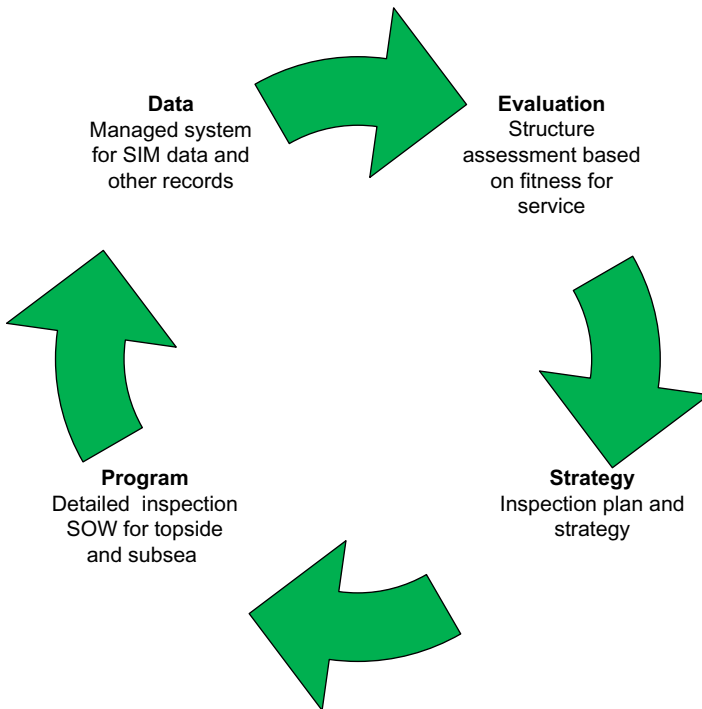 Data
Managed system
for SIM data and
other records
Evaluation
Structure
assessment based
on fitness for
service
Strategy
Inspection plan and
strategy
Program
Detailed inspection
SOW for topside
and subsea